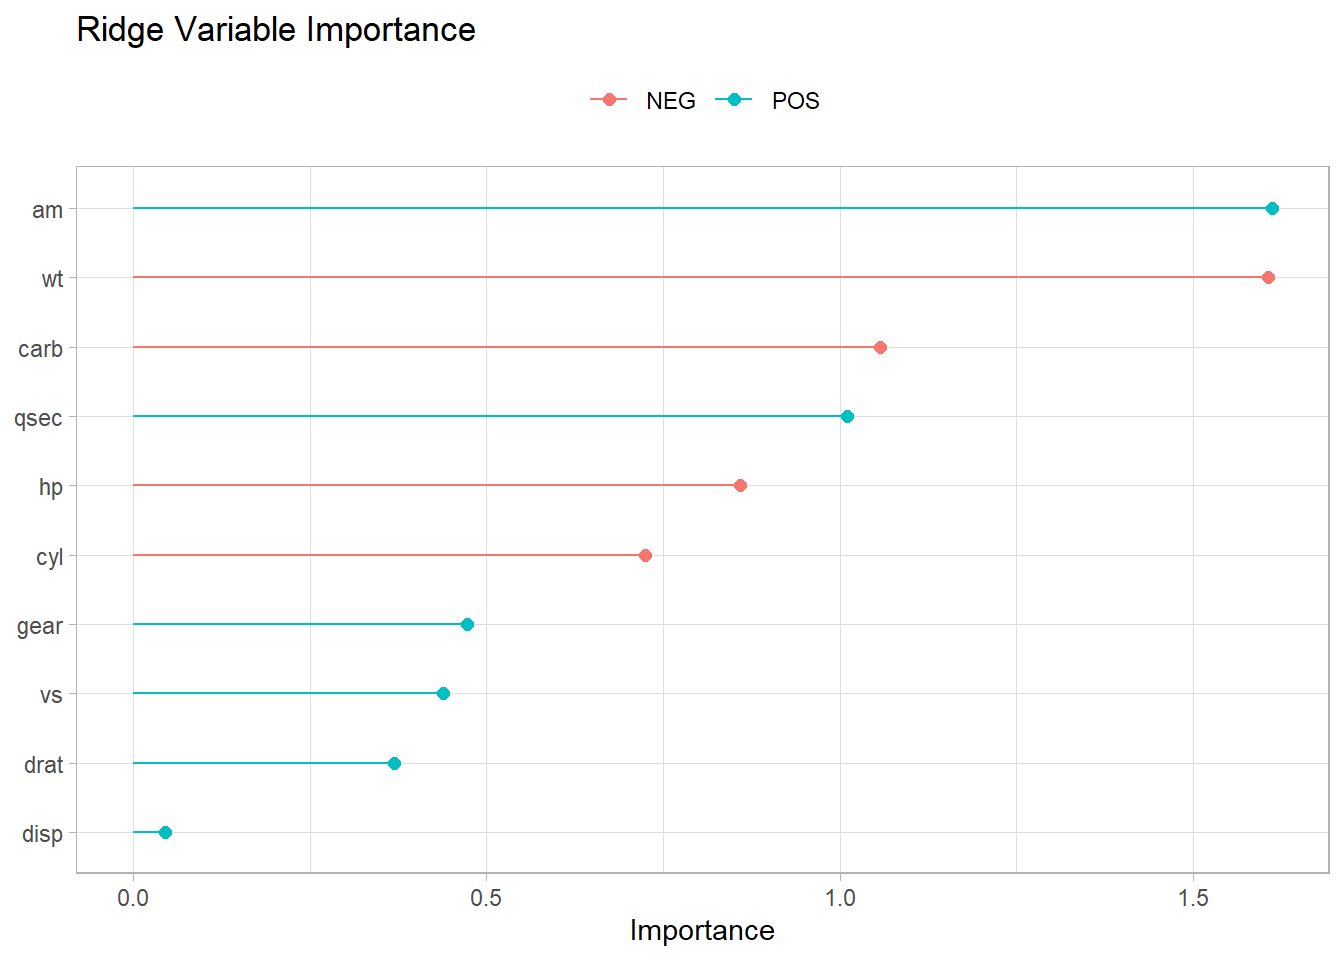 Ridge Variable Importance
NEG POS
am
wt
carb
qsec
hp
cyl
gear
vs
drat
disp
0.0 0.5 1.0 1.5
Importance